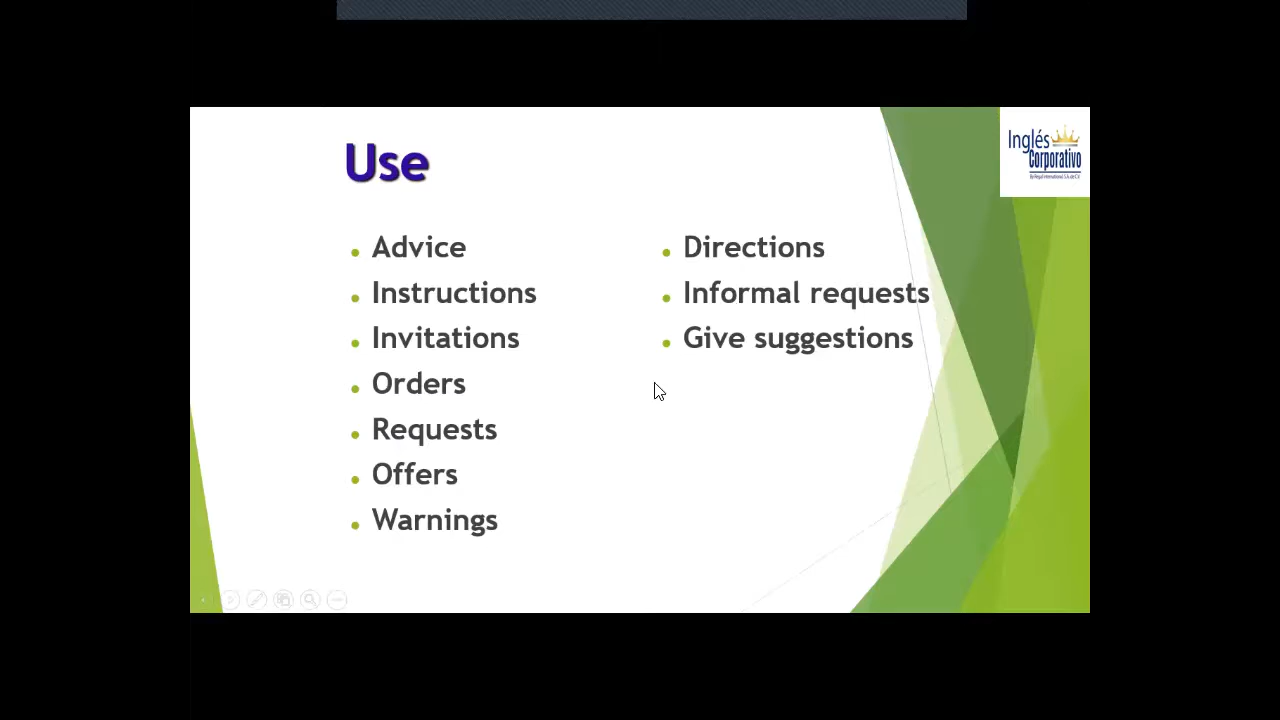 Use
Advice
Instructions
Invitations
Orders
Requests
Offers
Warnings
Directions
Informal requests
Give suggestions
Inglés
Corporativo